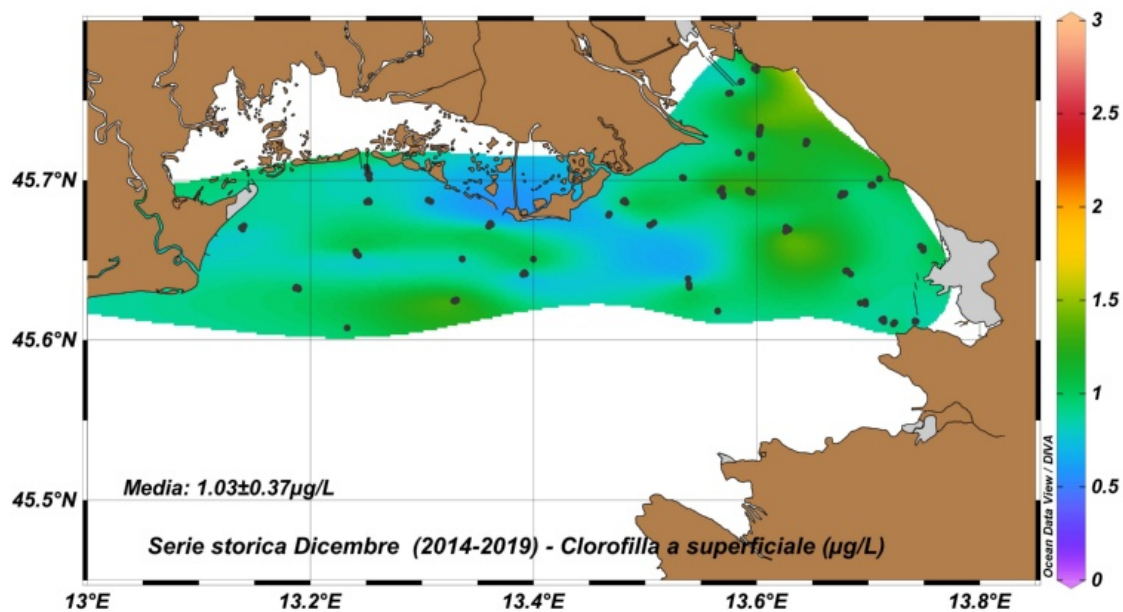 3
2.5
2
1.5
1
0.5
0
Ocean Data View / DIVA
45.7°N
45.6°N
45.5°N
Media: 1.03±0.37µg/L
Serie storica Dicembre (2014-2019) - Clorofilla a superficiale (µg/L)
13°E 13.2°E 13.4°E 13.6°E 13.8°E